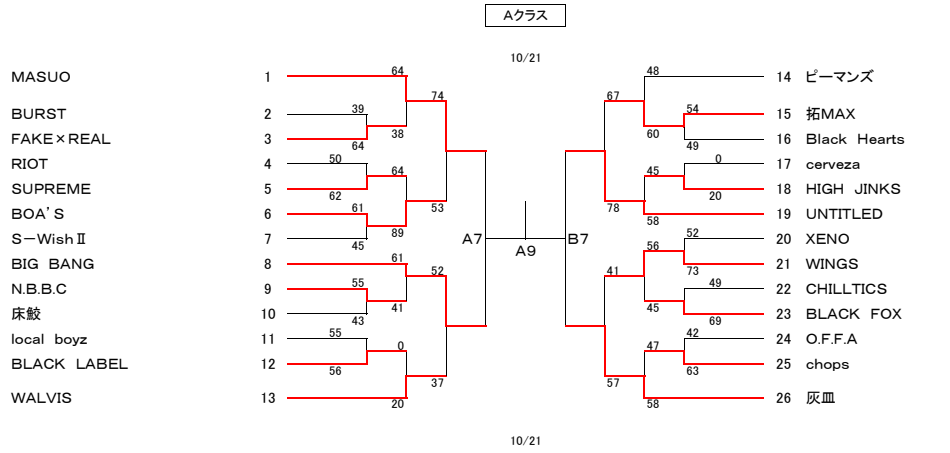 Aクラス
10/21
MASUO 1
BURST 2
FAKE×REAL 3
RIOT 4
SUPREME 5
BOA'S 6
S－WishⅡ 7
BIG BANG 8
N.B.B.C 9
床鮫 10
local boyz 11
BLACK LABEL 12
WALVIS 13
64
74
39
38
64
50
64
62
53
61
89
45
61
52
55
41
43
55
0
56
37
20
A7
A9
B7
48
67
54
60
49
0
45
20
78
58
52
56
73
41
49
45
69
42
47
63
57
58
14 ピーマンズ
15 拓MAX
16 Black Hearts
17 cerveza
18 HIGH JINKS
19 UNTITLED
20 XENO
21 WINGS
22 CHILLTICS
23 BLACK FOX
24 O.F.F.A
25 chops
26 灰皿
10/21